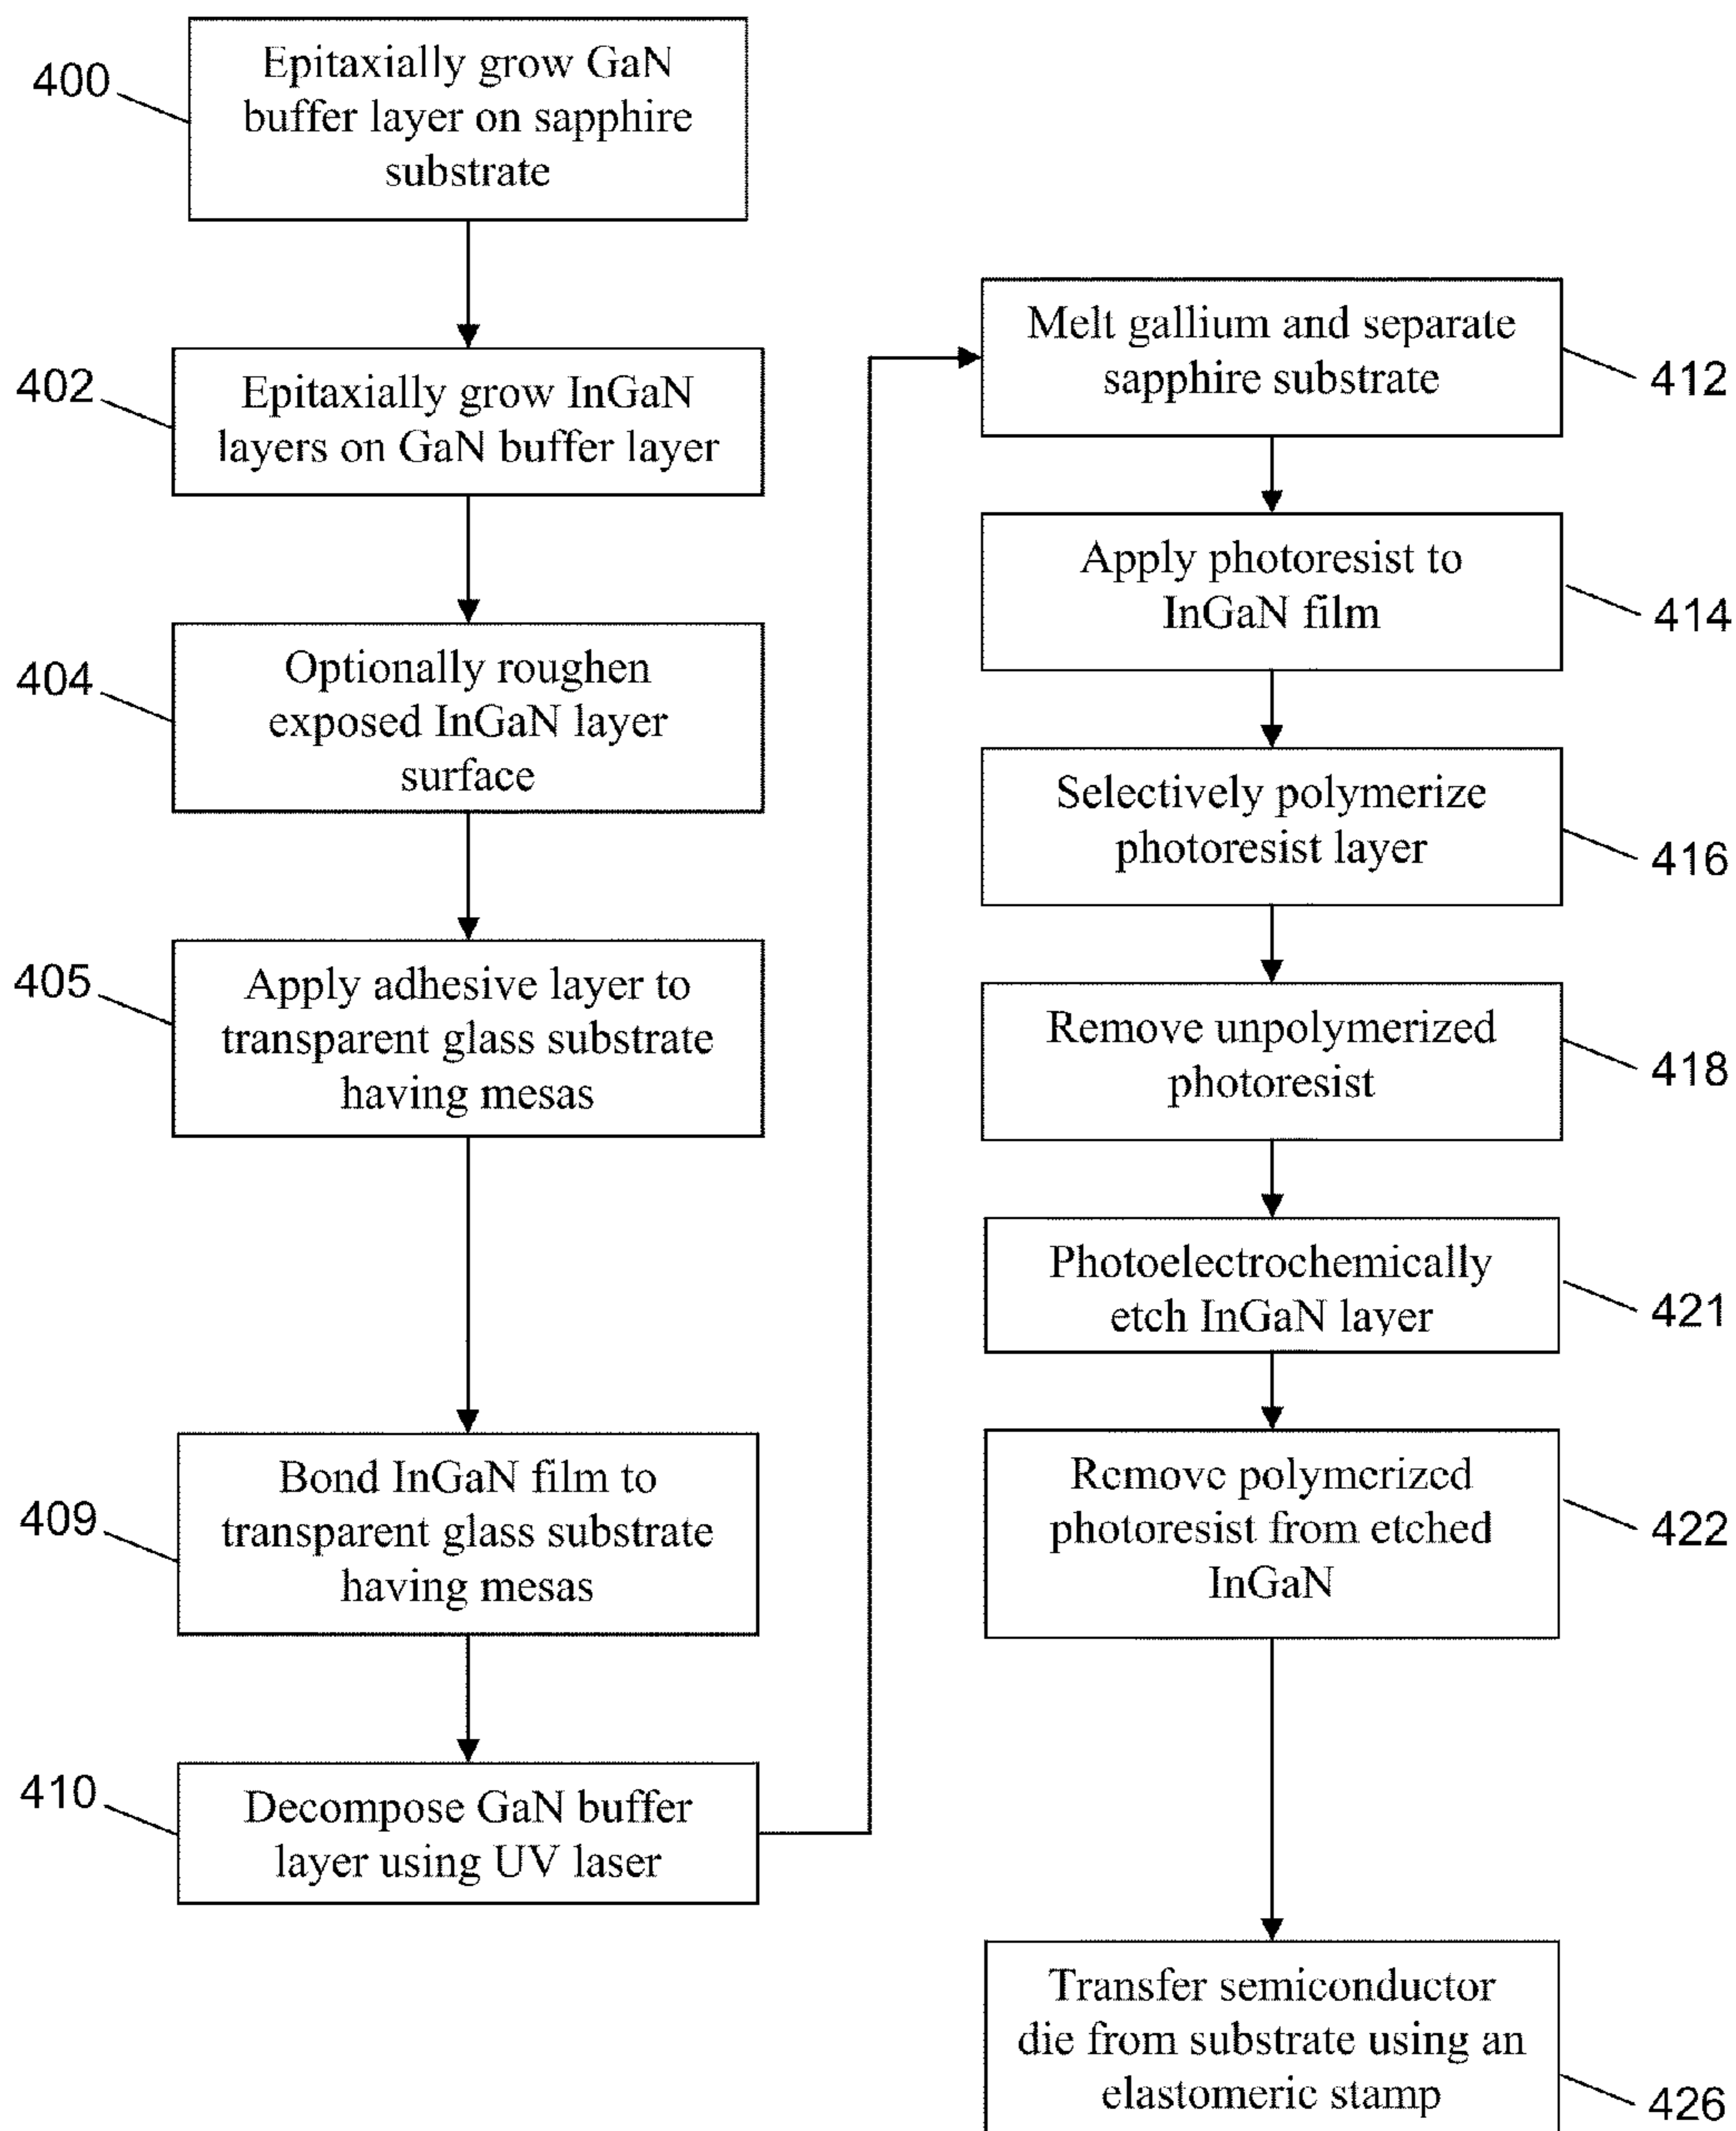 400
Epitaxially grow GaN
buffer layer on sapphire
substrate
402
Epitaxially grow InGaN
layers on GaN buffer layer
404
Optionally roughen
exposed InGaN layer
surface
405
Apply adhesive layer to
transparent glass substrate
having mesas
409
Bond InGaN film to
transparent glass substrate
having mesas
410
Decompose GaN buffer
layer using UV laser
Melt gallium and separate
sapphire substrate
412
Apply photoresist to
InGaN film
414
Selectively polymerize
photoresist layer
416
Remove unpolymerized
photoresist
418
Photoelectrochemically
etch InGaN layer
421
Remove polymerized
photoresist from etched
InGaN
422
Transfer semiconductor
die from substrate using an
elastomeric stamp
426